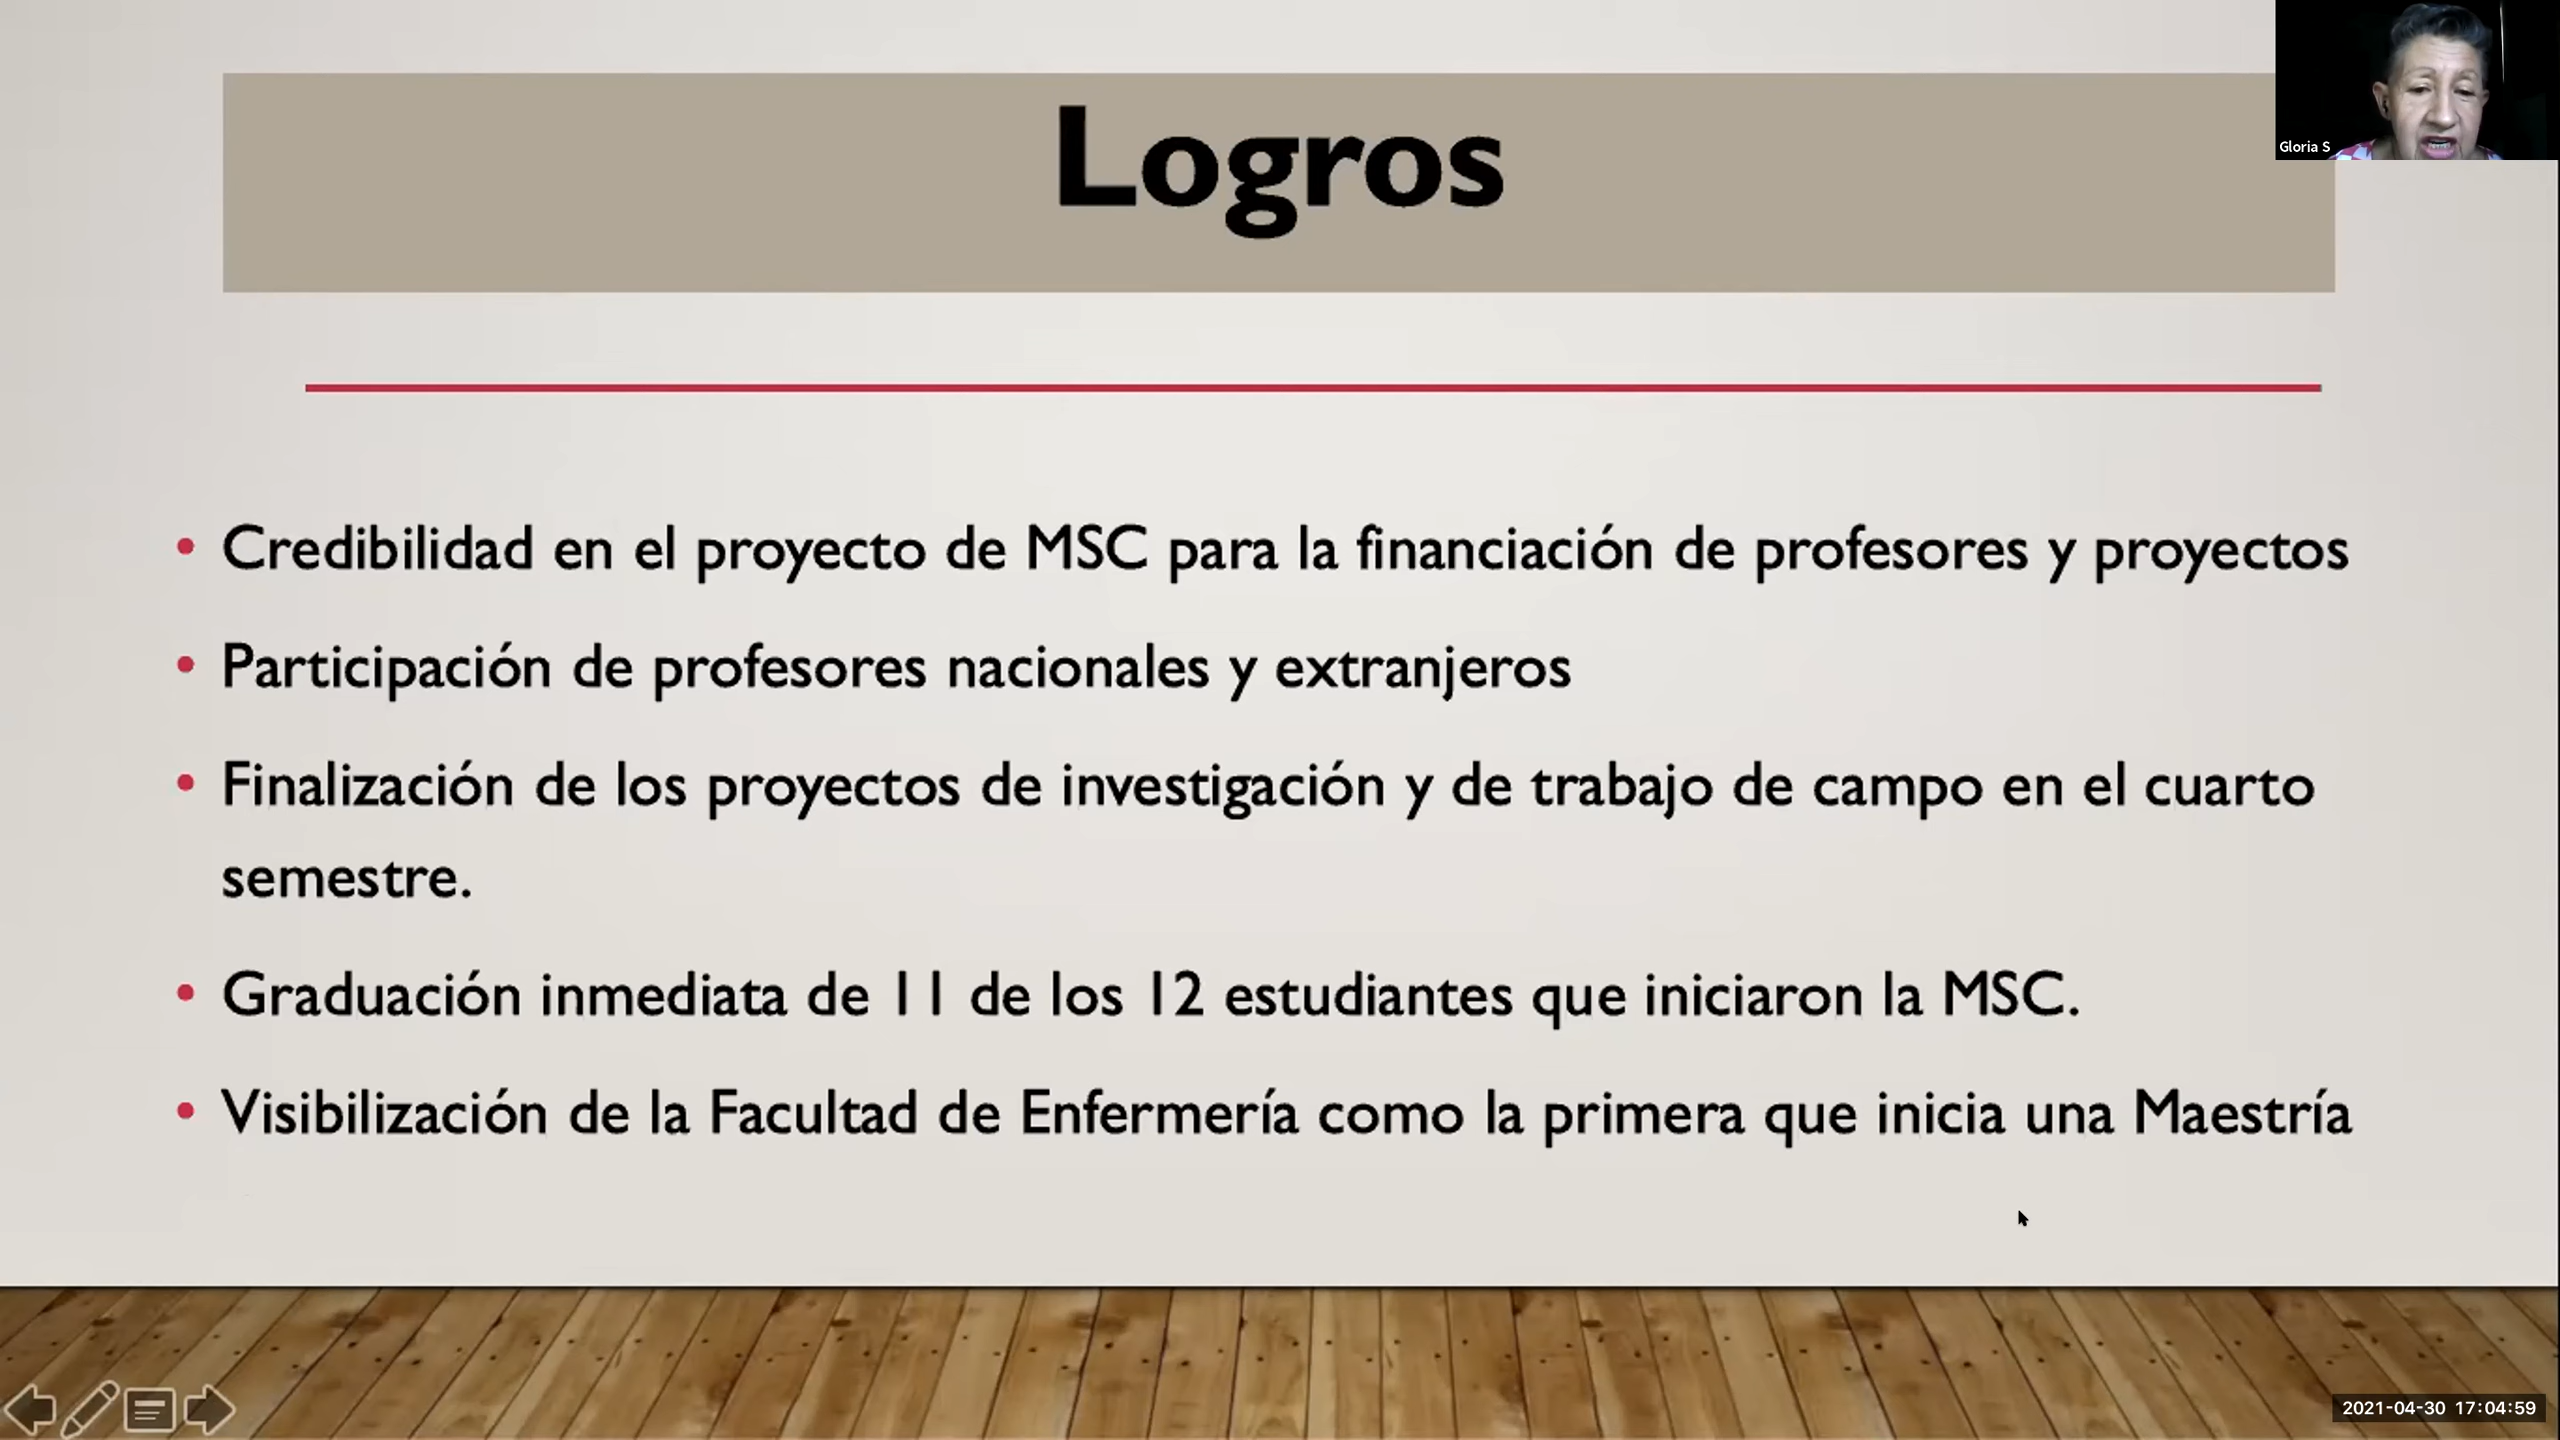 Logros
Gloria S
• Credibilidad en el proyecto de MSC para la financiación de profesores y proyectos
• Participación de profesores nacionales y extranjeros
• Finalización de los proyectos de investigación y de trabajo de campo en el cuarto
semestre.
• Graduación inmediata de 11 de los 12 estudiantes que iniciaron la MSC.
• Visibilización de la Facultad de Enfermería como la primera que inicia una Maestría
2021-04-30 17:04:59